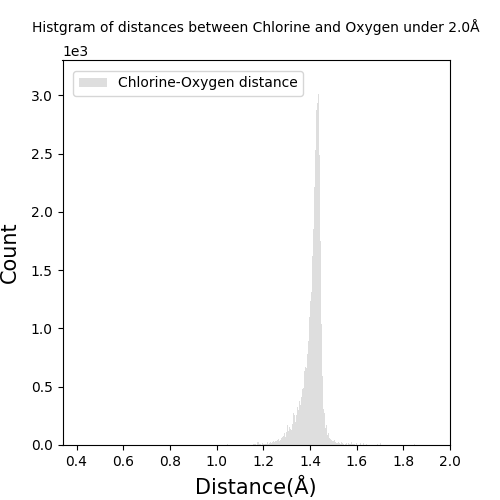 Histgram of distances between Chlorine and Oxygen under 2.0Å
1e3
Chlorine-Oxygen distance
3.0
2.5
2.0
1.5
1.0
0.5
0.0
Count
0.4 0.6 0.8 1.0 1.2 1.4 1.6 1.8 2.0
Distance(Å)